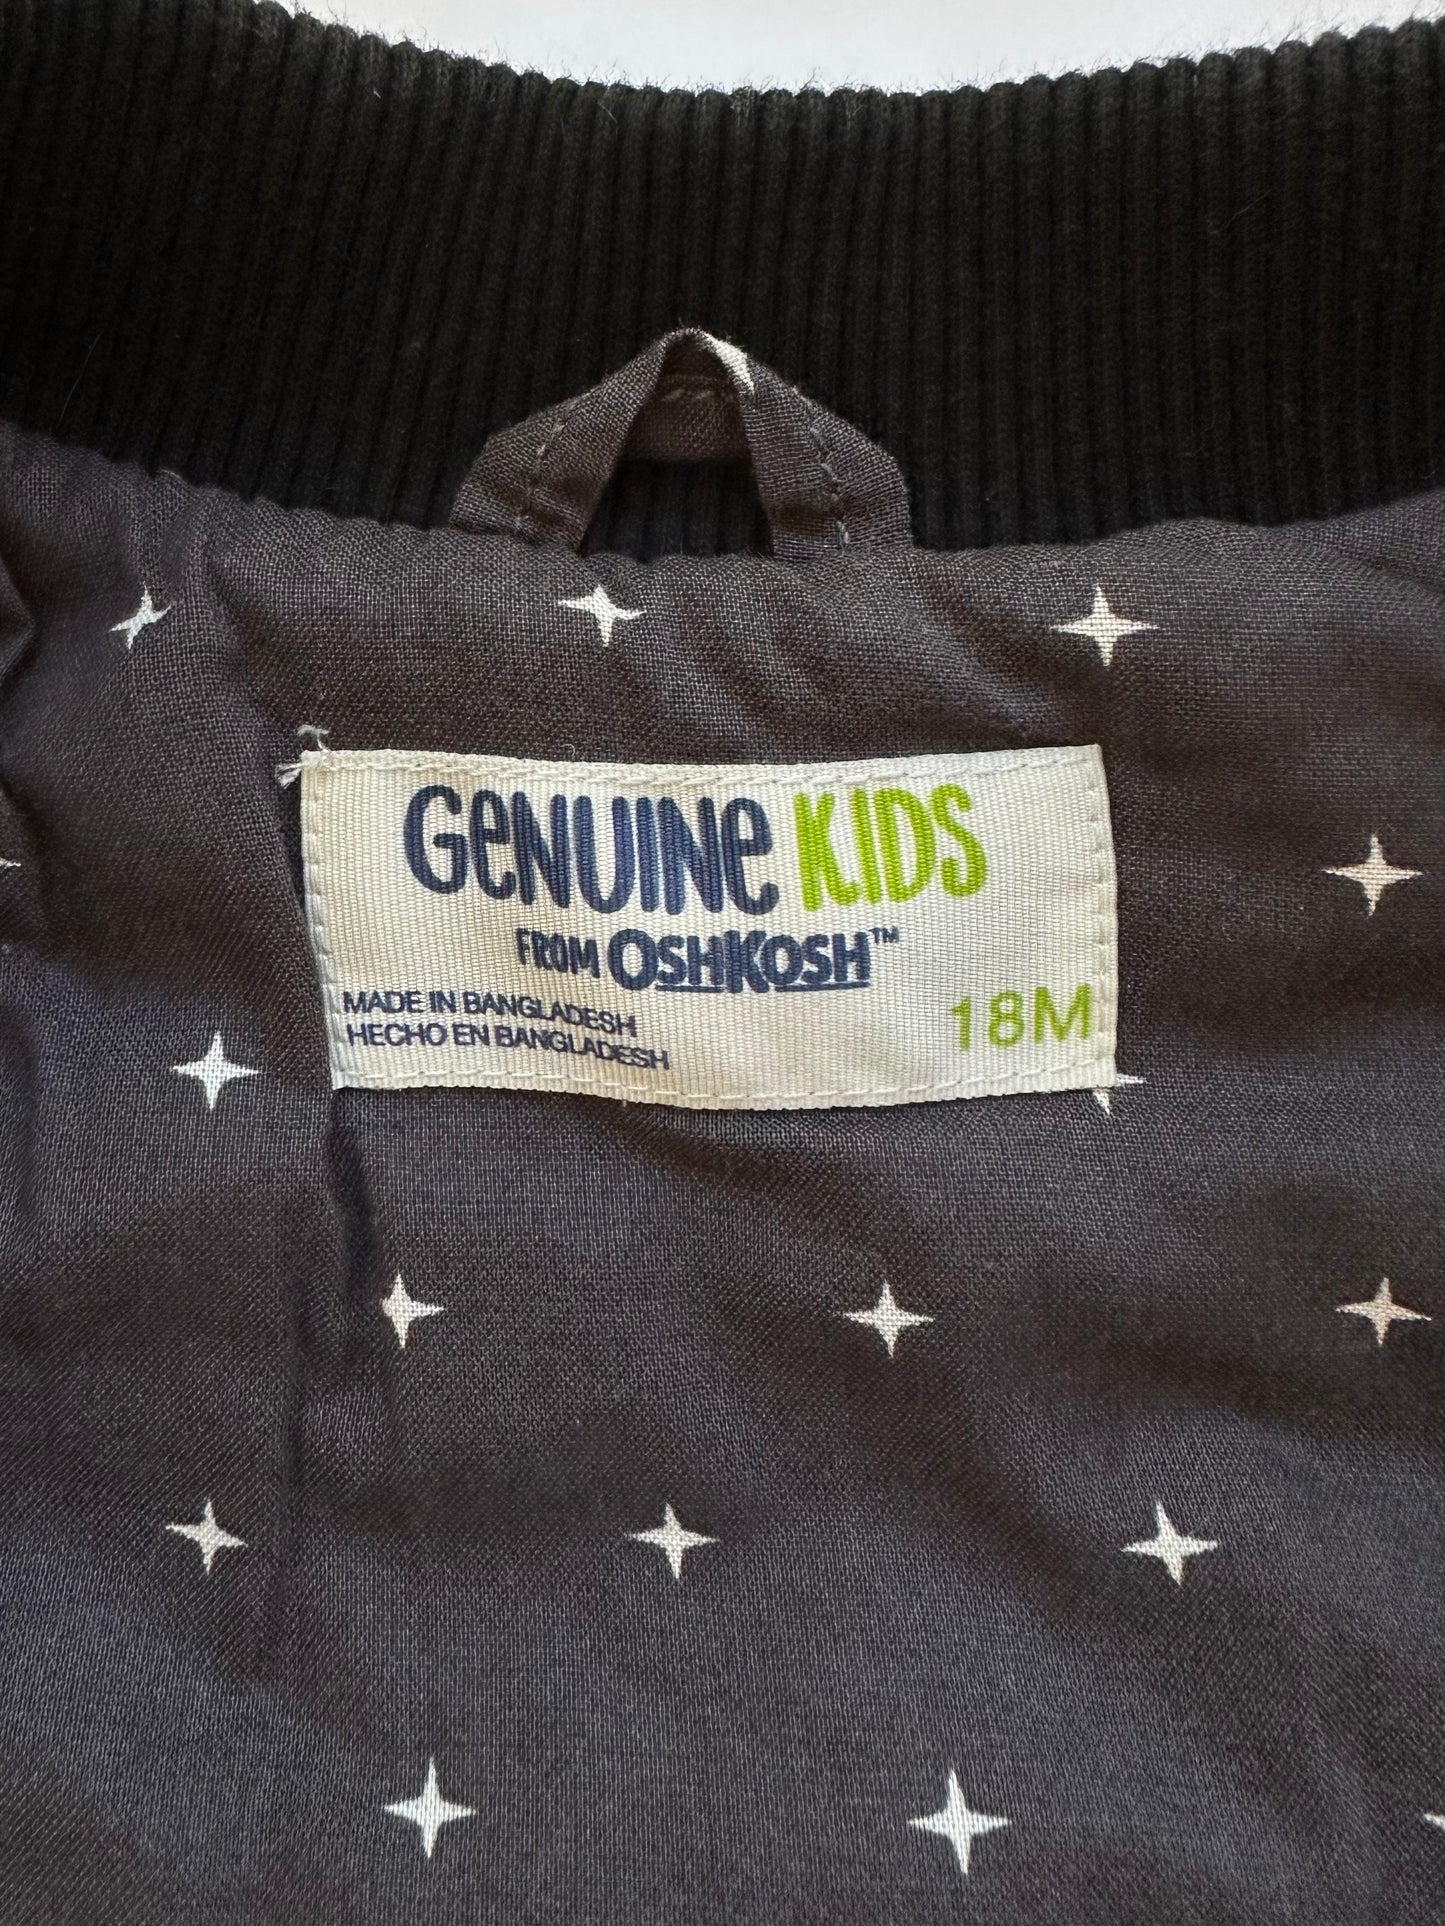 GENUINE KIDS
FROM OSHKOSH™
MADE IN BANGLADESH
HECHO EN BANGLADESH
18M